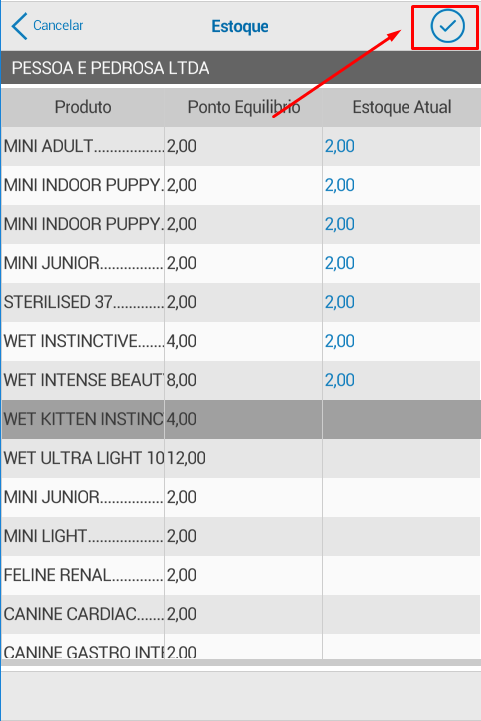 Cancelar Estoque
PESSOA E PEDROSA LTDA
Produto Ponto Equilibrio Estoque Atual
MINI ADULT.................. 2,00 2,00
MINI INDOOR PUPPY. 2,00 2,00
MINI INDOOR PUPPY. 2,00 2,00
MINI JUNIOR................ 2,00 2,00
STERILISED 37............. 2,00 2,00
WET INSTINCTIVE....... 4,00 2,00
WET INTENSE BEAUT 8,00 2,00
WET KITTEN INSTINC 4,00
WET ULTRA LIGHT 10 12,00
MINI JUNIOR................ 2,00
MINI LIGHT................... 2,00
FELINE RENAL............. 2,00
CANINE CARDIAC....... 2,00
CANINE GASTRO INTE 2,00